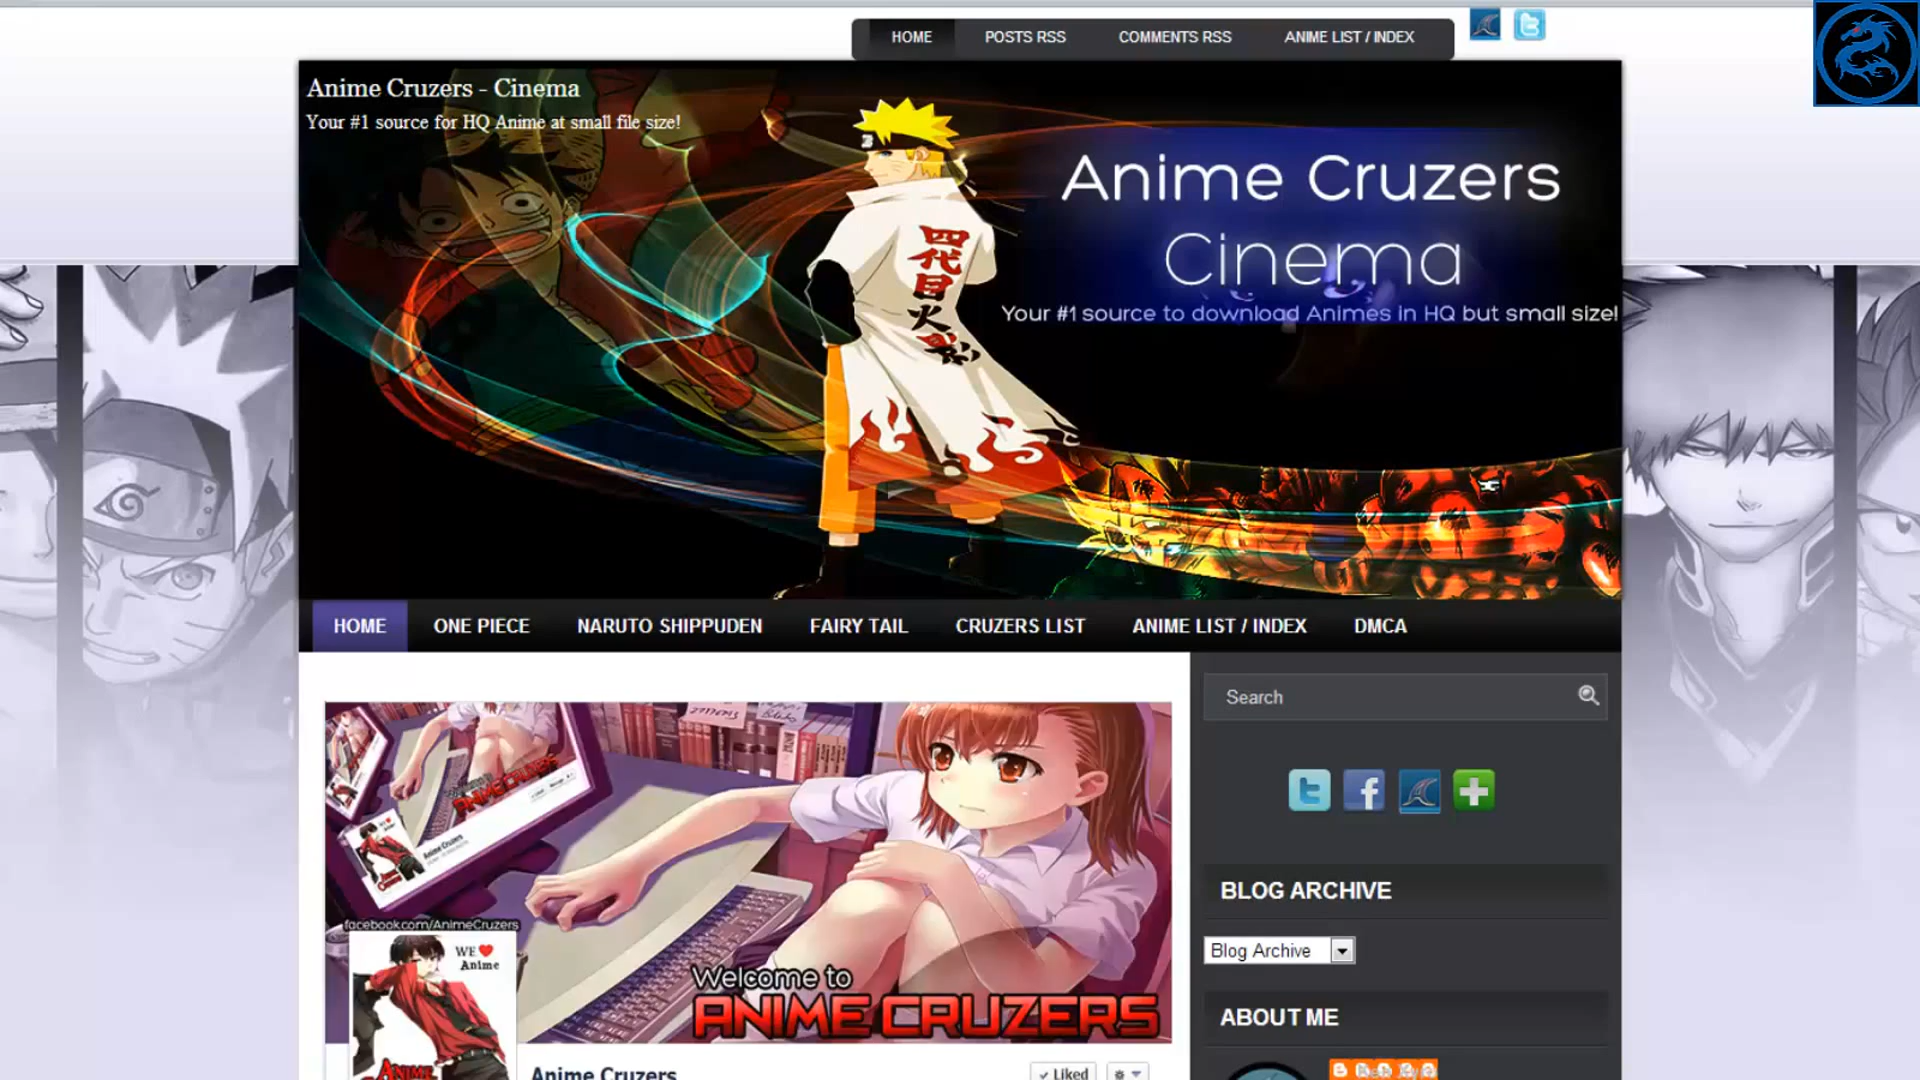 HOME POSTS RSS COMMENTS RSS ANIME LIST / INDEX
Anime Cruzers - Cinema
Your #1 source for HQ Anime at small file size!
Anime Cruzers
Cinema
Your #1 source to download Animes in HQ but small size!
四代目火影
HOME ONE PIECE NARUTO SHIPPUDEN FAIRY TAIL CRUZERS LIST ANIME LIST / INDEX DMCA
Search
facebook.com/AnimeCruzers
WE
Anime
Welcome to
ANIME CRUZERS
ANIME
Anime Cruzers
Liked
BLOG ARCHIVE
Blog Archive
ABOUT ME